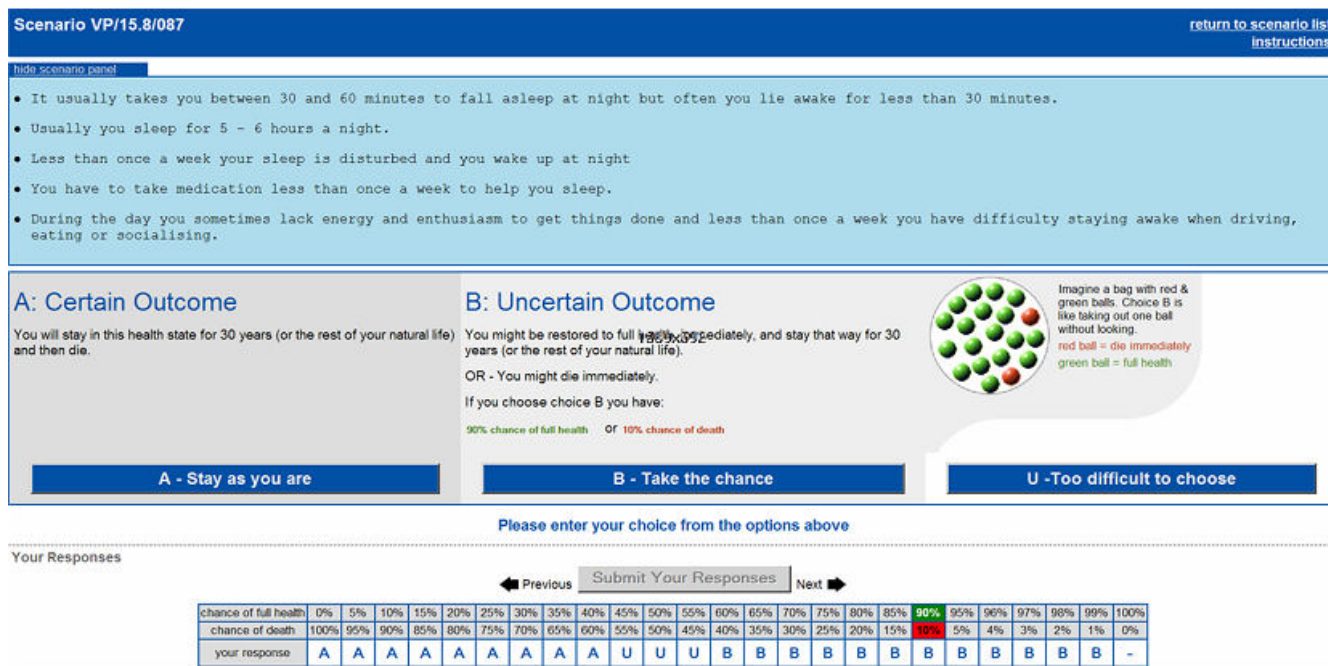 Scenario VP/15.8/087
return to scenario list
instructions
hide scenario panel
• It usually takes you between 30 and 60 minutes to fall asleep at night but often you lie awake for less than 30 minutes.
• Usually you sleep for 5 - 6 hours a night.
• Less than once a week your sleep is disturbed and you wake up at night
• You have to take medication less than once a week to help you sleep.
• During the day you sometimes lack energy and enthusiasm to get things done and less than once a week you have difficulty staying awake when driving,
eating or socialising.
A: Certain Outcome
You will stay in this health state for 30 years (or the rest of your natural life)
and then die.
B: Uncertain Outcome
You might be restored to full immediately, and stay that way for 30
years (or the rest of your natural life).
OR - You might die immediately.
If you choose choice B you have:
90% chance of full health or 10% chance of death
Imagine a bag with red &
green balls. Choice B is
like taking out one ball
without looking.
red ball = die immediately
green ball = full health
A - Stay as you are
B - Take the chance
U -Too difficult to choose
Please enter your choice from the options above
Your Responses
Previous Submit Your Responses Next
chance of full health 0% 5% 10% 15% 20% 25% 30% 35% 40% 45% 50% 55% 60% 65% 70% 75% 80% 85% 90% 95% 96% 97% 98% 99% 100%
chance of death 100% 95% 90% 85% 80% 75% 70% 65% 60% 55% 50% 45% 40% 35% 30% 25% 20% 15% 10% 5% 4% 3% 2% 1% 0%
your response A A A A A A A A A U U U B B B B B B B B B B B B -